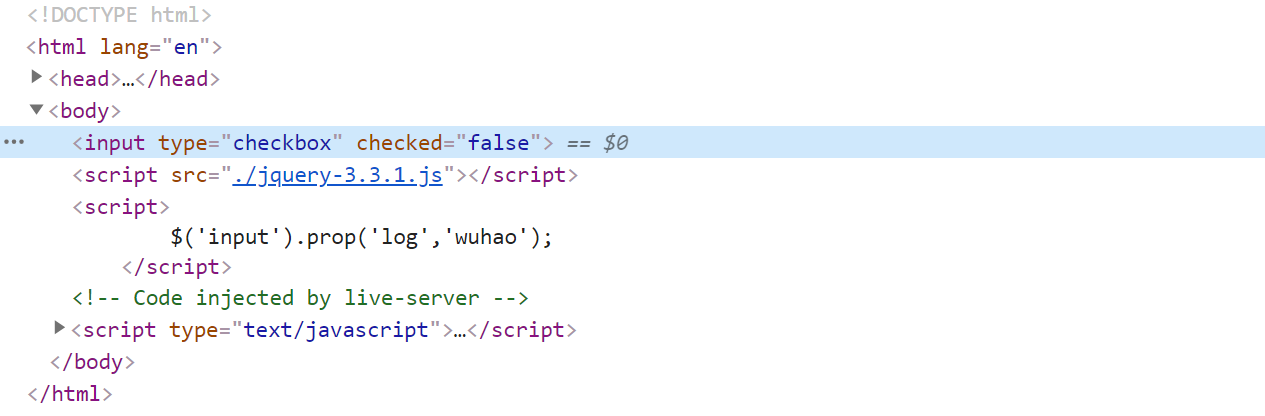 <!DOCTYPE html>
<html lang="en">
<head>…</head>
<body>
<input type="checkbox" checked="false"> == $0
<script src="./jquery-3.3.1.js"></script>
<script>
$('input').prop('log','wuhao');
</script>
<!-- Code injected by live-server -->
<script type="text/javascript">…</script>
</body>
</html>